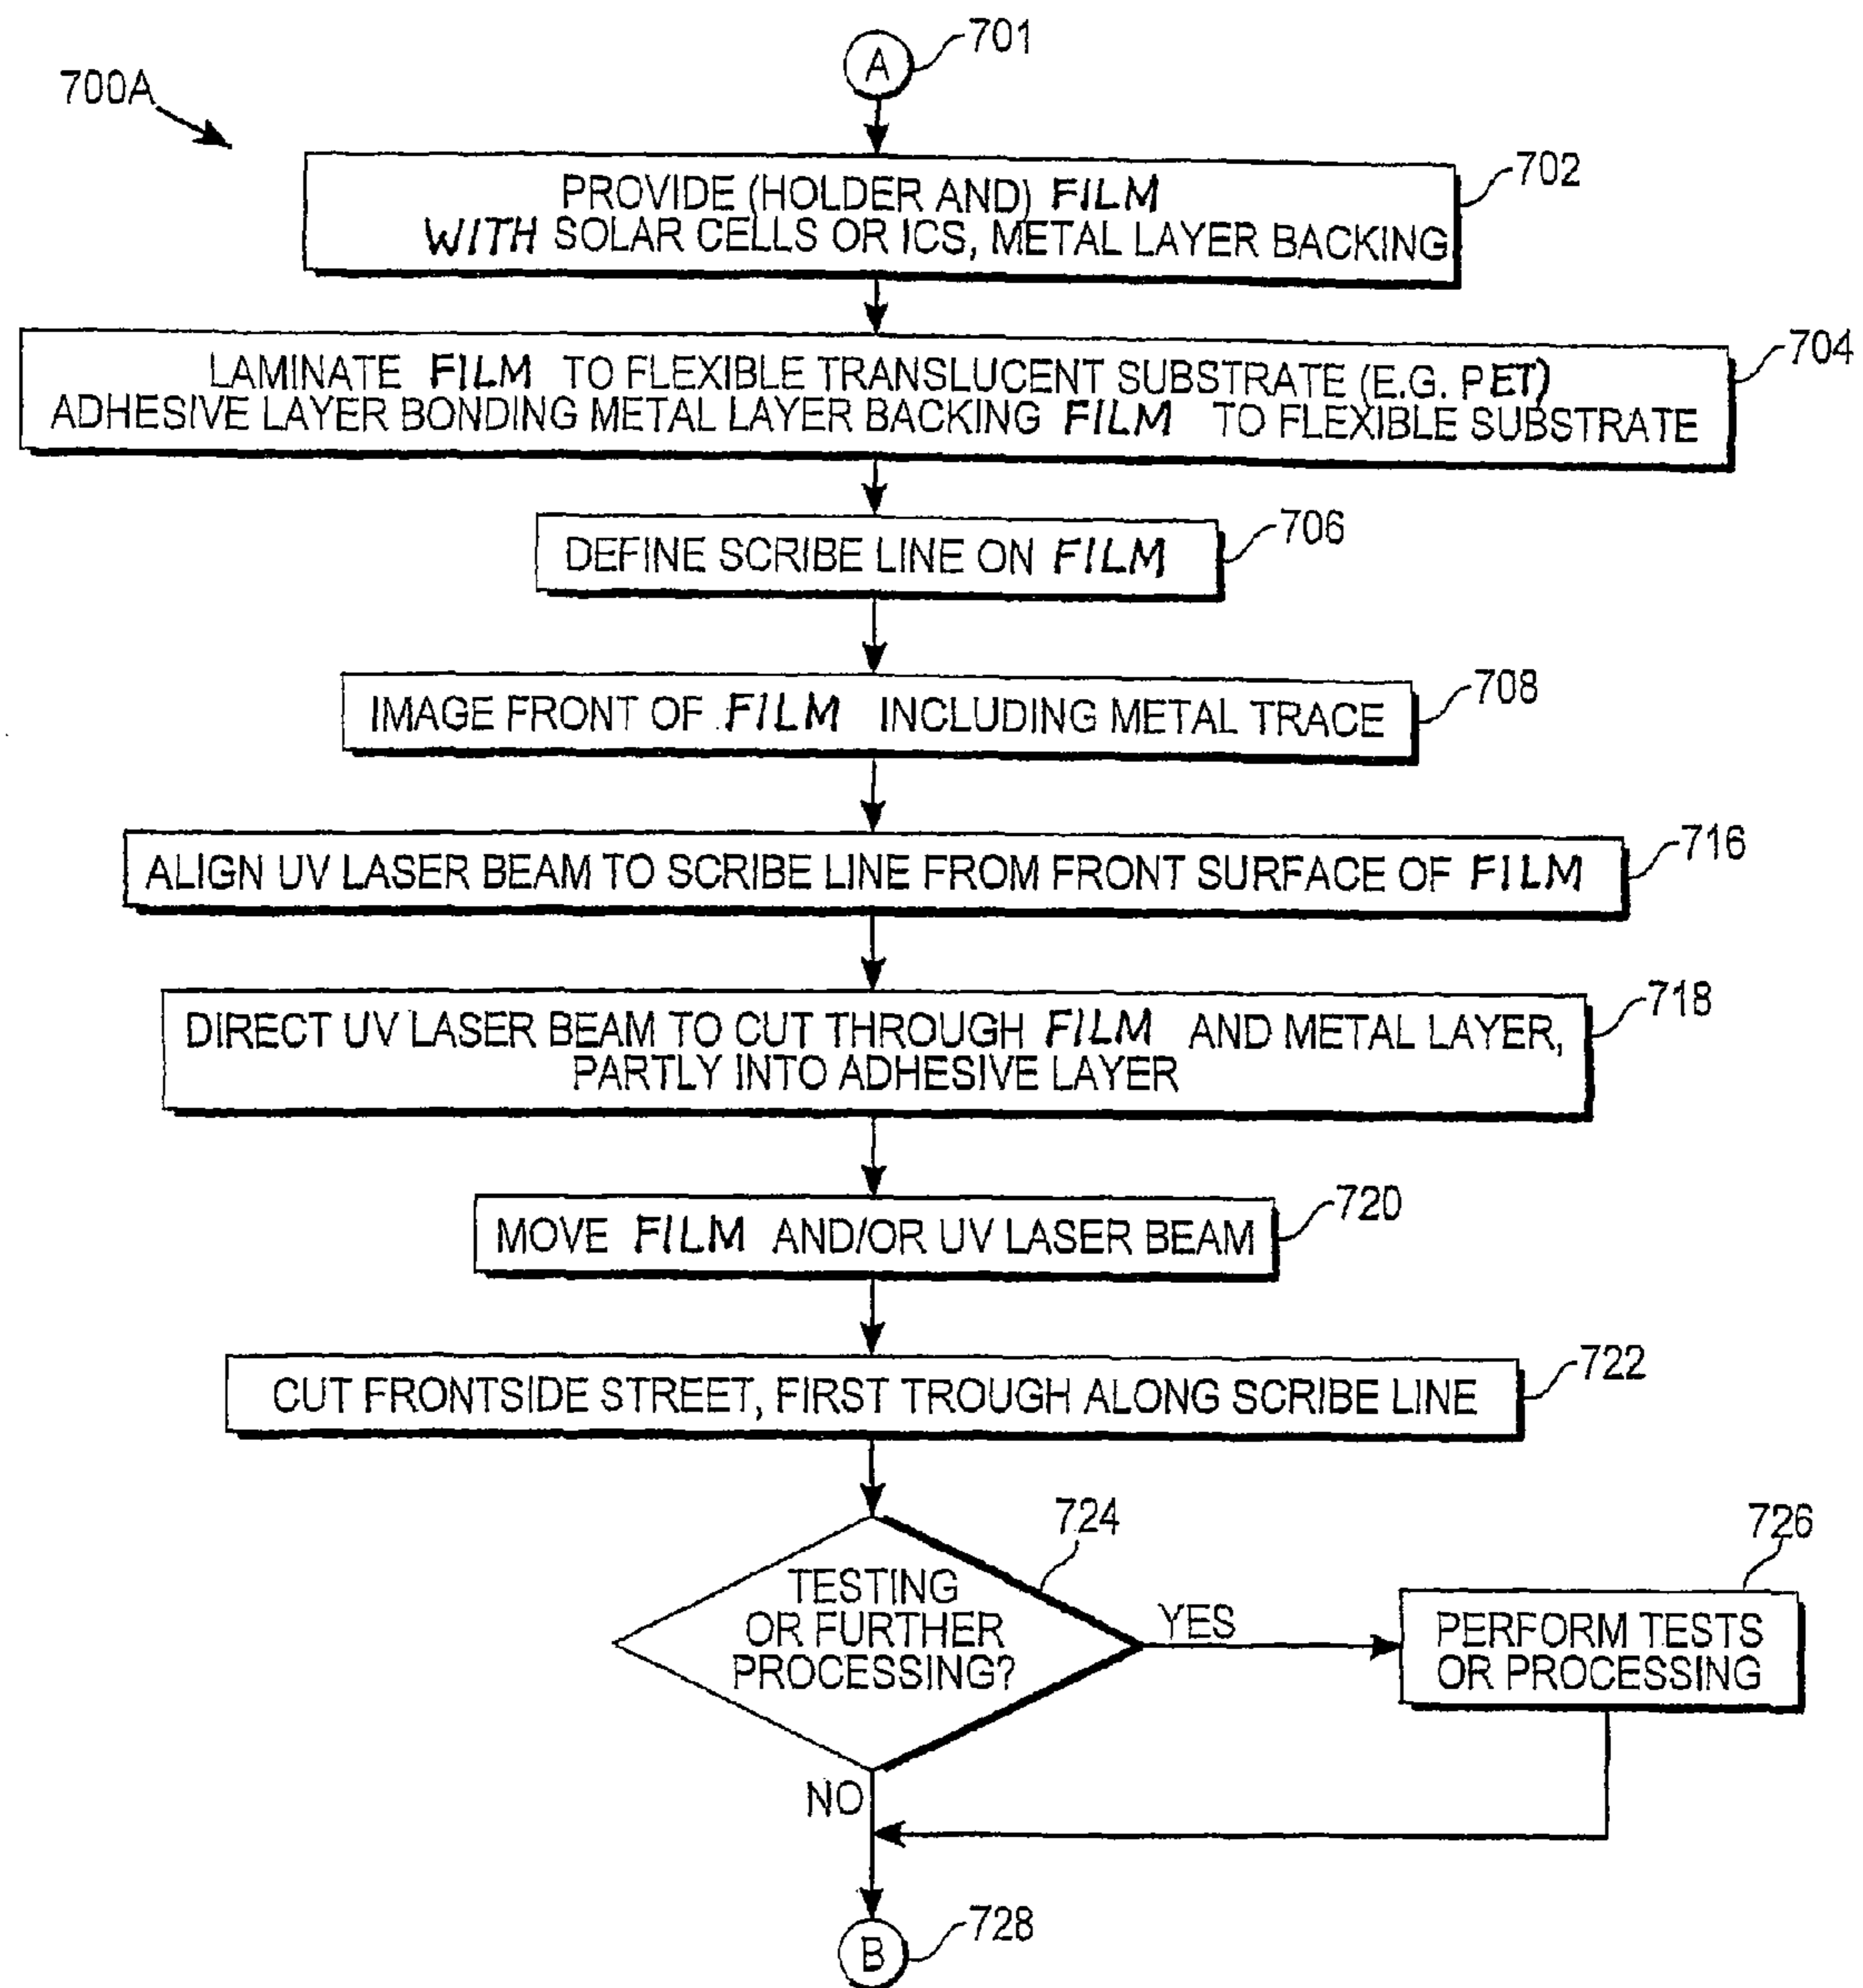 A
701
700A
702
PROVIDE (HOLDER AND) FILM
WITH SOLAR CELLS OR ICS, METAL LAYER BACKING
704
LAMINATE FILM TO FLEXIBLE TRANSLUCENT SUBSTRATE (E.G. PET)
ADHESIVE LAYER BONDING METAL LAYER BACKING FILM TO FLEXIBLE SUBSTRATE
706
DEFINE SCRIBE LINE ON FILM
708
IMAGE FRONT OF FILM INCLUDING METAL TRACE
716
ALIGN UV LASER BEAM TO SCRIBE LINE FROM FRONT SURFACE OF FILM
718
DIRECT UV LASER BEAM TO CUT THROUGH FILM AND METAL LAYER,
PARTLY INTO ADHESIVE LAYER
720
MOVE FILM AND/OR UV LASER BEAM
722
CUT FRONTSIDE STREET, FIRST TROUGH ALONG SCRIBE LINE
724
TESTING
OR FURTHER
PROCESSING?
YES
726
PERFORM TESTS
OR PROCESSING
NO
B
728